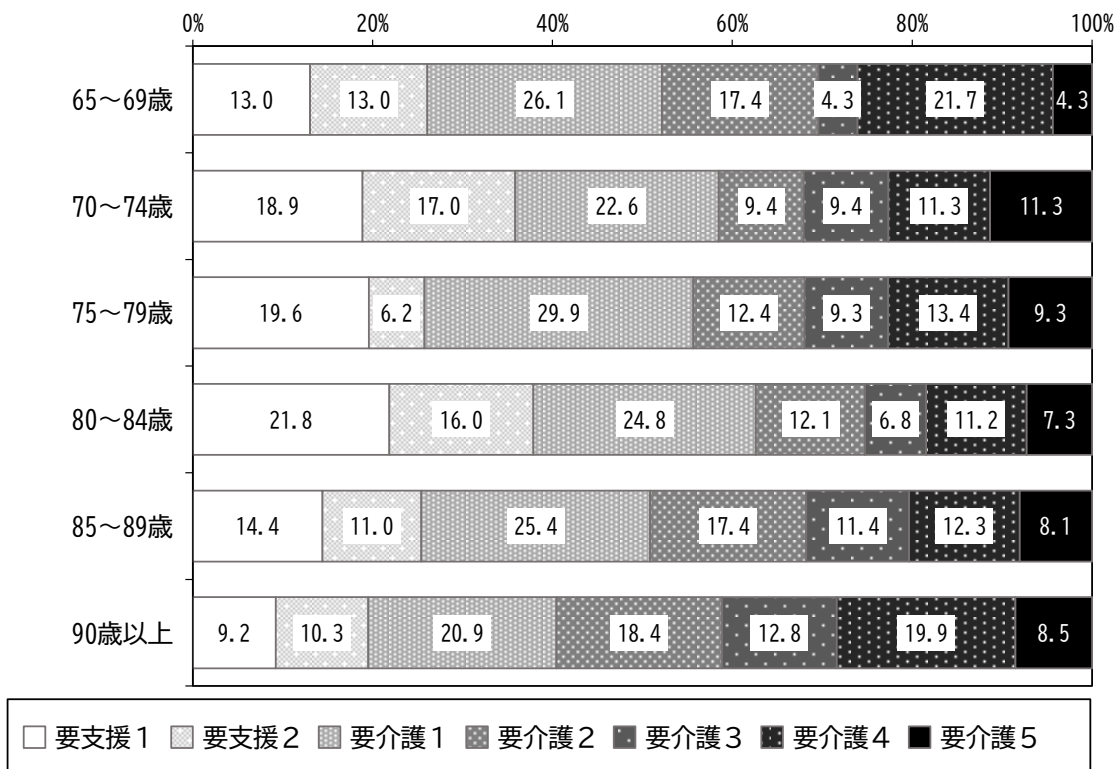 0% 20% 40% 60% 80% 100%
65～69歳 13.0 13.0 26.1 17.4 4.3 21.7 4.3
70～74歳 18.9 17.0 22.6 9.4 9.4 11.3 11.3
75～79歳 19.6 6.2 29.9 12.4 9.3 13.4 9.3
80～84歳 21.8 16.0 24.8 12.1 6.8 11.2 7.3
85～89歳 14.4 11.0 25.4 17.4 11.4 12.3 8.1
90歳以上 9.2 10.3 20.9 18.4 12.8 19.9 8.5
要支援１ 要支援２ 要介護１ 要介護２ 要介護３ 要介護４ 要介護５